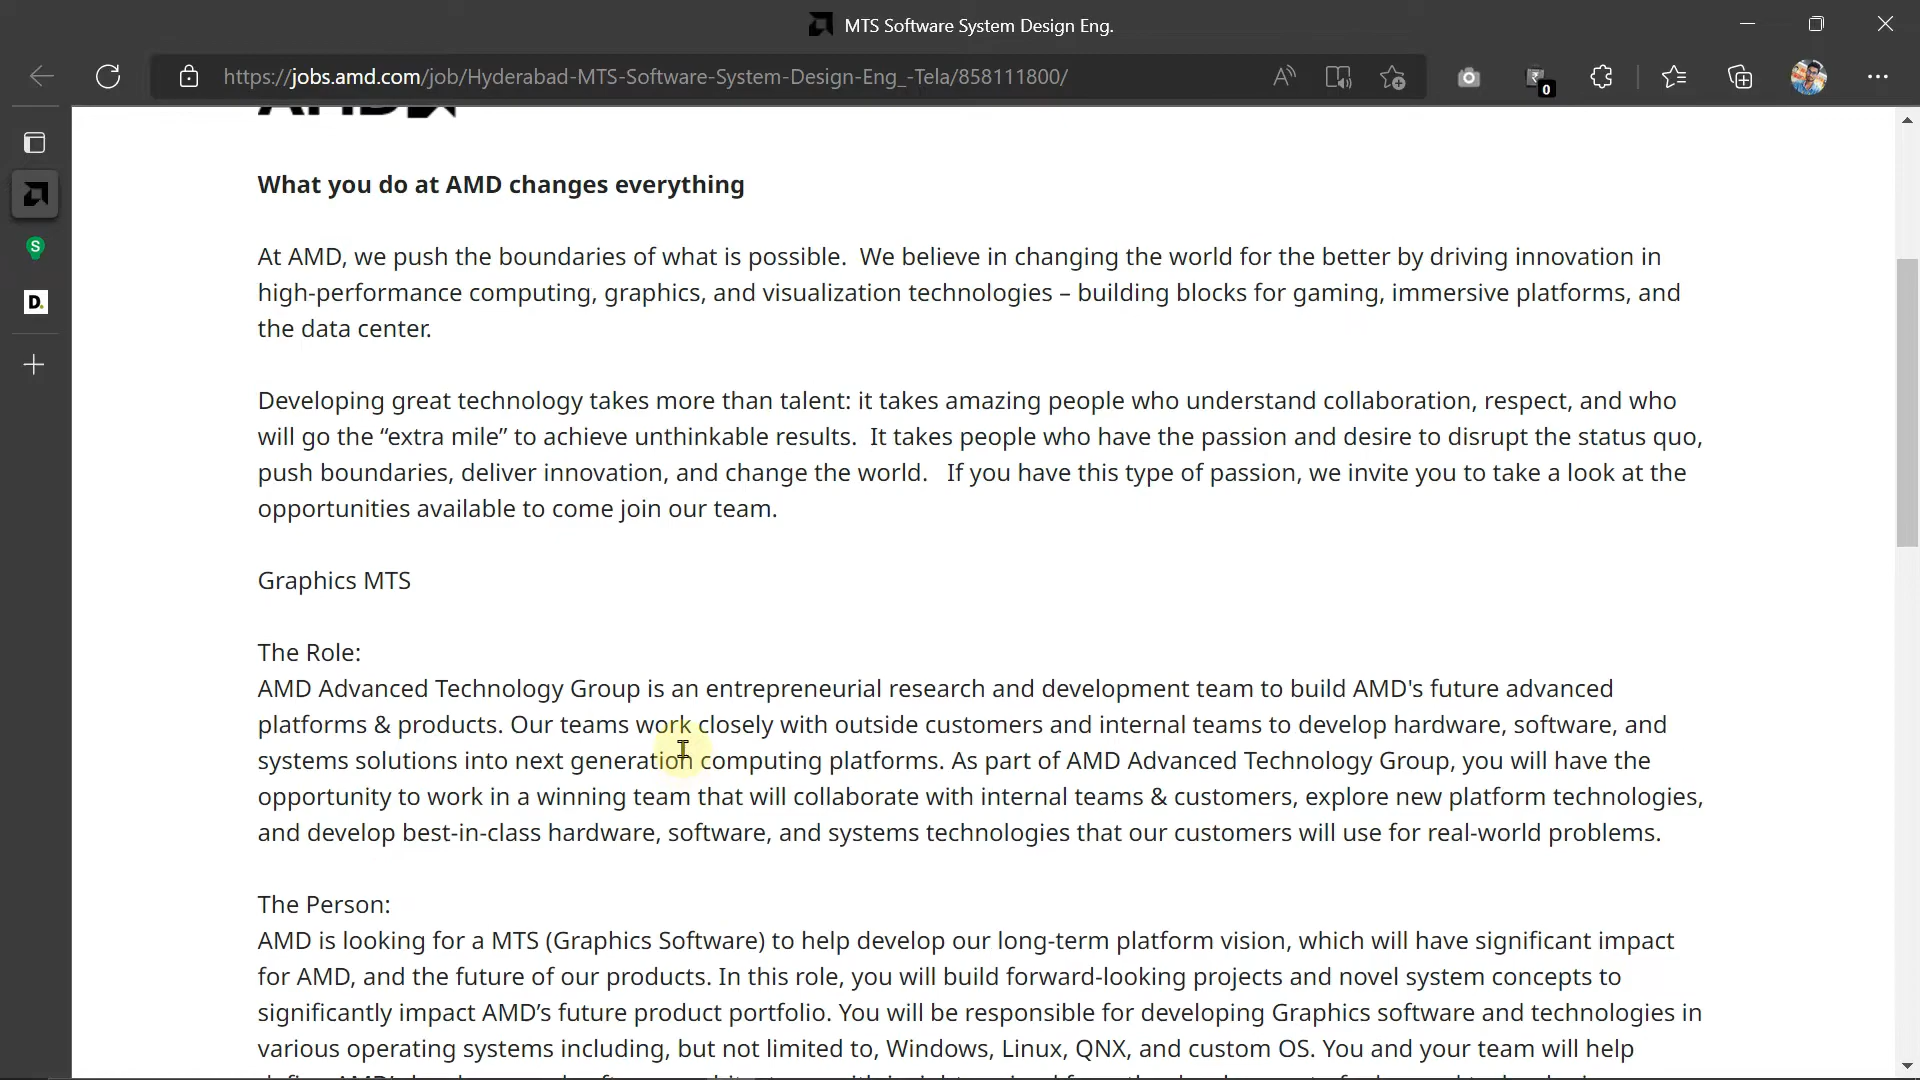 MTS Software System Design Eng.
https://jobs.amd.com/job/Hyderabad-MTS-Software-System-Design-Eng_-Tela/858111800/
0
S
D.
What you do at AMD changes everything
At AMD, we push the boundaries of what is possible. We believe in changing the world for the better by driving innovation in
high-performance computing, graphics, and visualization technologies – building blocks for gaming, immersive platforms, and
the data center.
Developing great technology takes more than talent: it takes amazing people who understand collaboration, respect, and who
will go the “extra mile” to achieve unthinkable results. It takes people who have the passion and desire to disrupt the status quo,
push boundaries, deliver innovation, and change the world. If you have this type of passion, we invite you to take a look at the
opportunities available to come join our team.
Graphics MTS
The Role:
AMD Advanced Technology Group is an entrepreneurial research and development team to build AMD's future advanced
platforms & products. Our teams work closely with outside customers and internal teams to develop hardware, software, and
systems solutions into next generation computing platforms. As part of AMD Advanced Technology Group, you will have the
opportunity to work in a winning team that will collaborate with internal teams & customers, explore new platform technologies,
and develop best-in-class hardware, software, and systems technologies that our customers will use for real-world problems.
The Person:
AMD is looking for a MTS (Graphics Software) to help develop our long-term platform vision, which will have significant impact
for AMD, and the future of our products. In this role, you will build forward-looking projects and novel system concepts to
significantly impact AMD’s future product portfolio. You will be responsible for developing Graphics software and technologies in
various operating systems including, but not limited to, Windows, Linux, QNX, and custom OS. You and your team will help